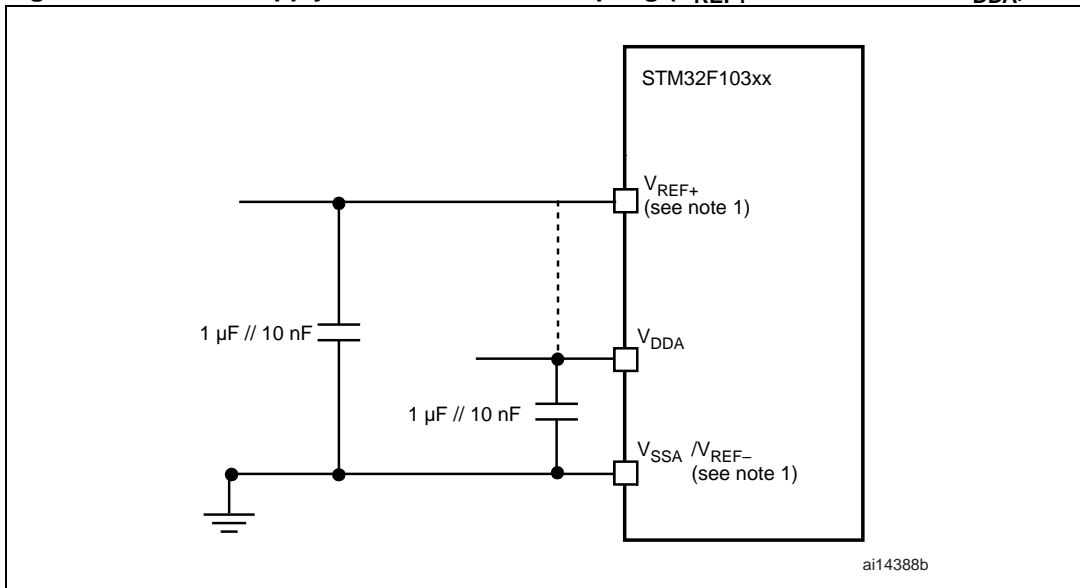 STM32F103xx
VREF+
(see note 1)
1 µF // 10 nF
VDDA
1 µF // 10 nF
VSSA /VREF–
(see note 1)
ai14388b